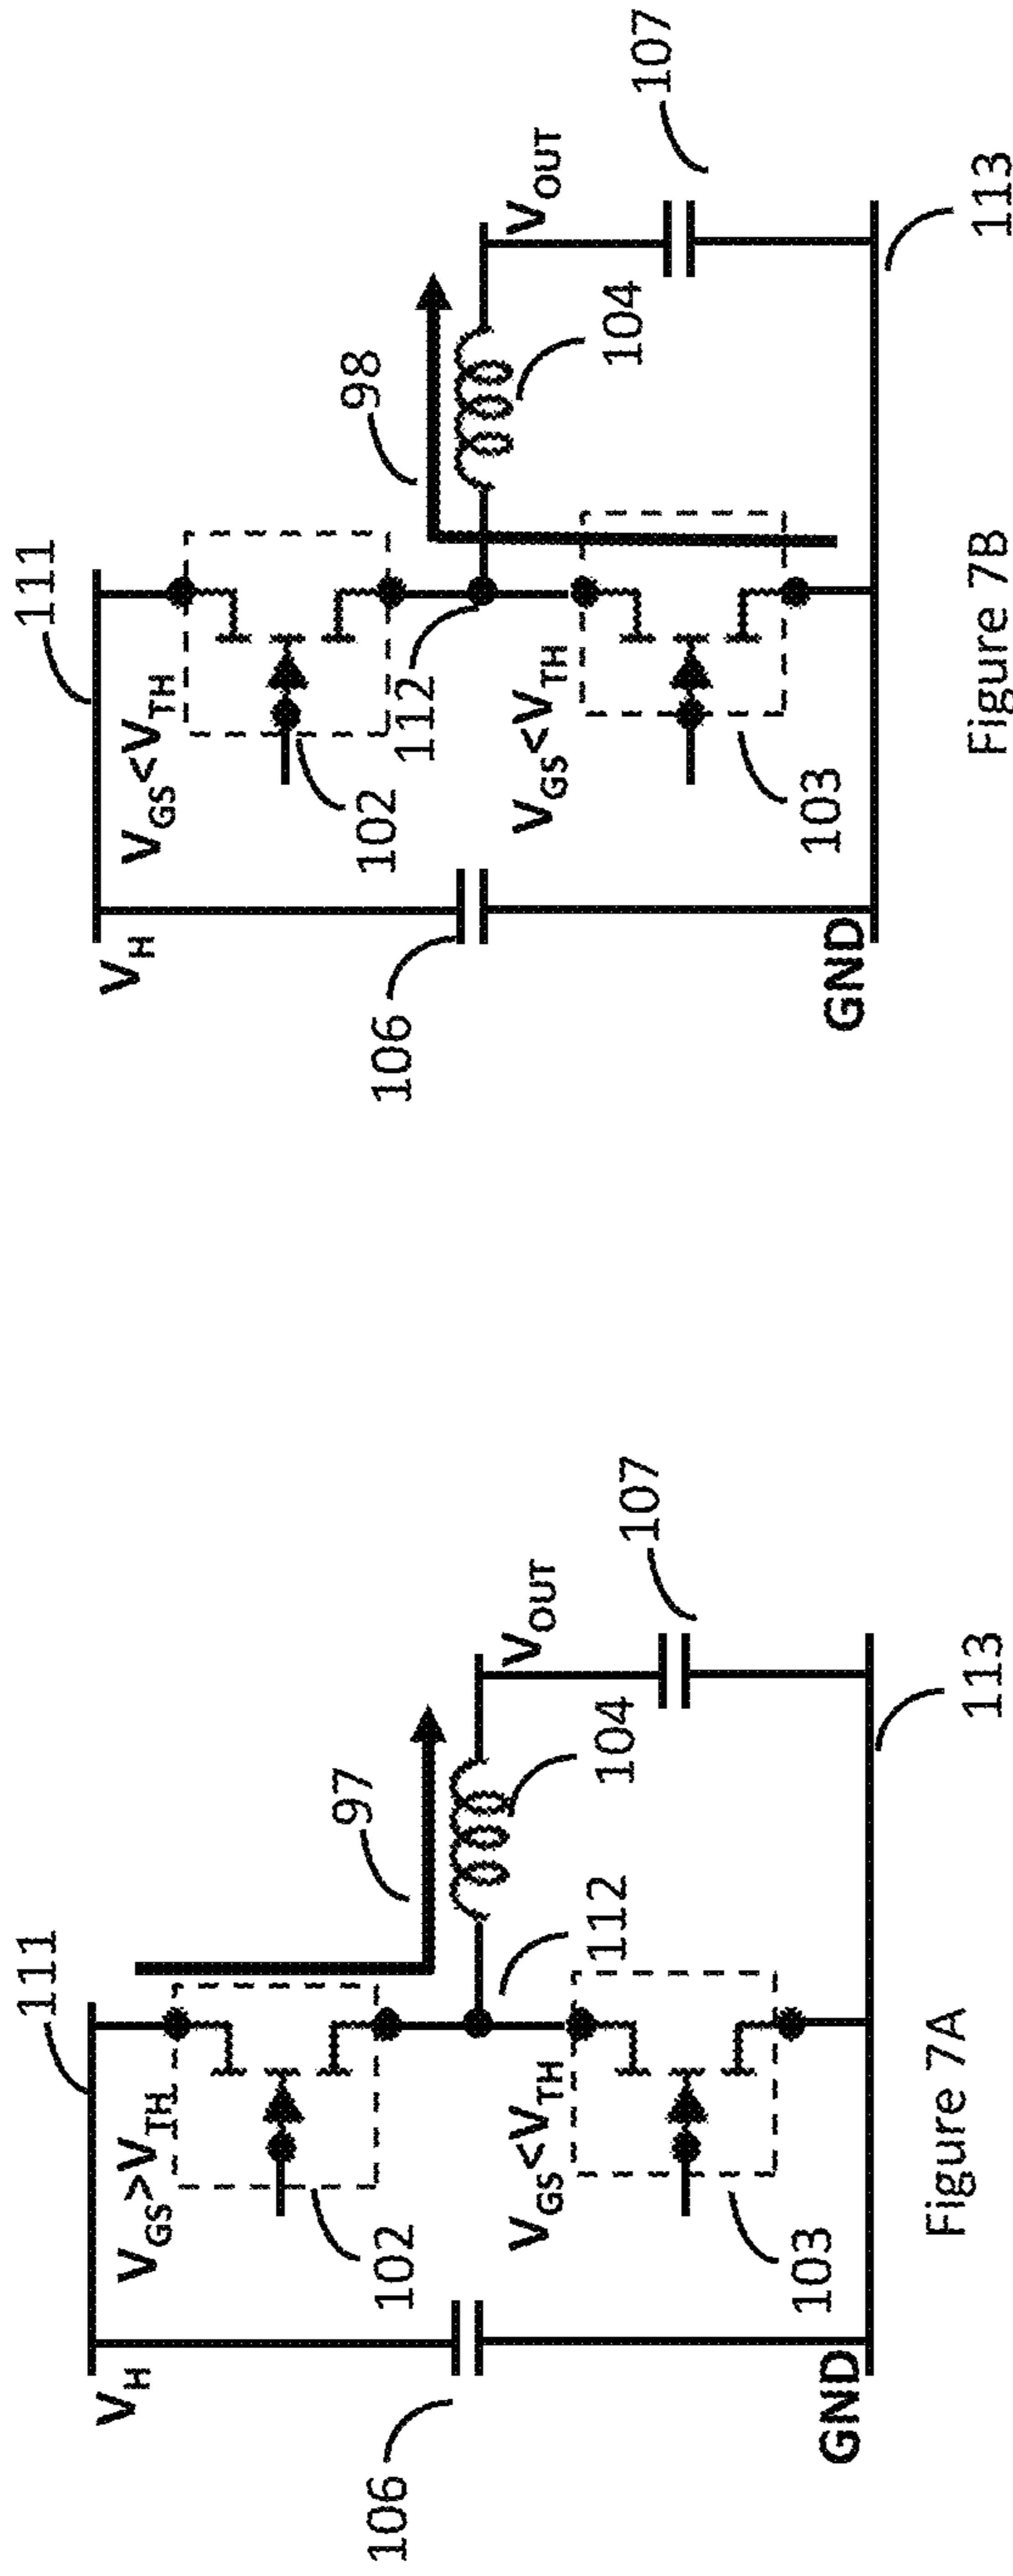 111
V_H
V_GS>V_TH
102
97
106
112
104
V_OUT
107
V_GS<V_TH
103
GND
113
Figure 7A
111
V_H
V_GS<V_TH
102
98
106
112
104
V_OUT
107
V_GS<V_TH
103
GND
113
Figure 7B